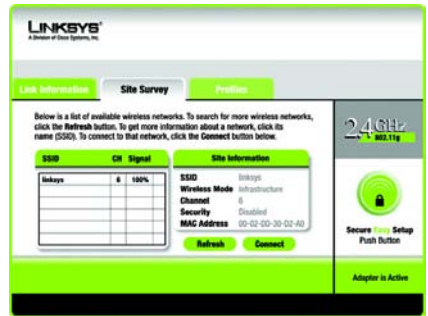 LINKSYS®
A Division of Cisco Systems, Inc.
Link Information
Site Survey
Profiles
Below is a list of available wireless networks. To search for more wireless networks,
click the Refresh button. To get more information about a network, click its
name (SSID). To connect to that network, click the Connect button below.
SSID CH Signal
linksys 6 100%
Site Information
SSID linksys
Wireless Mode Infrastructure
Channel 6
Security Disabled
MAC Address 00-02-DD-30-D2-A0
Refresh
Connect
2.4GHz
802.11g
Secure Easy Setup
Push Button
Adapter is Active